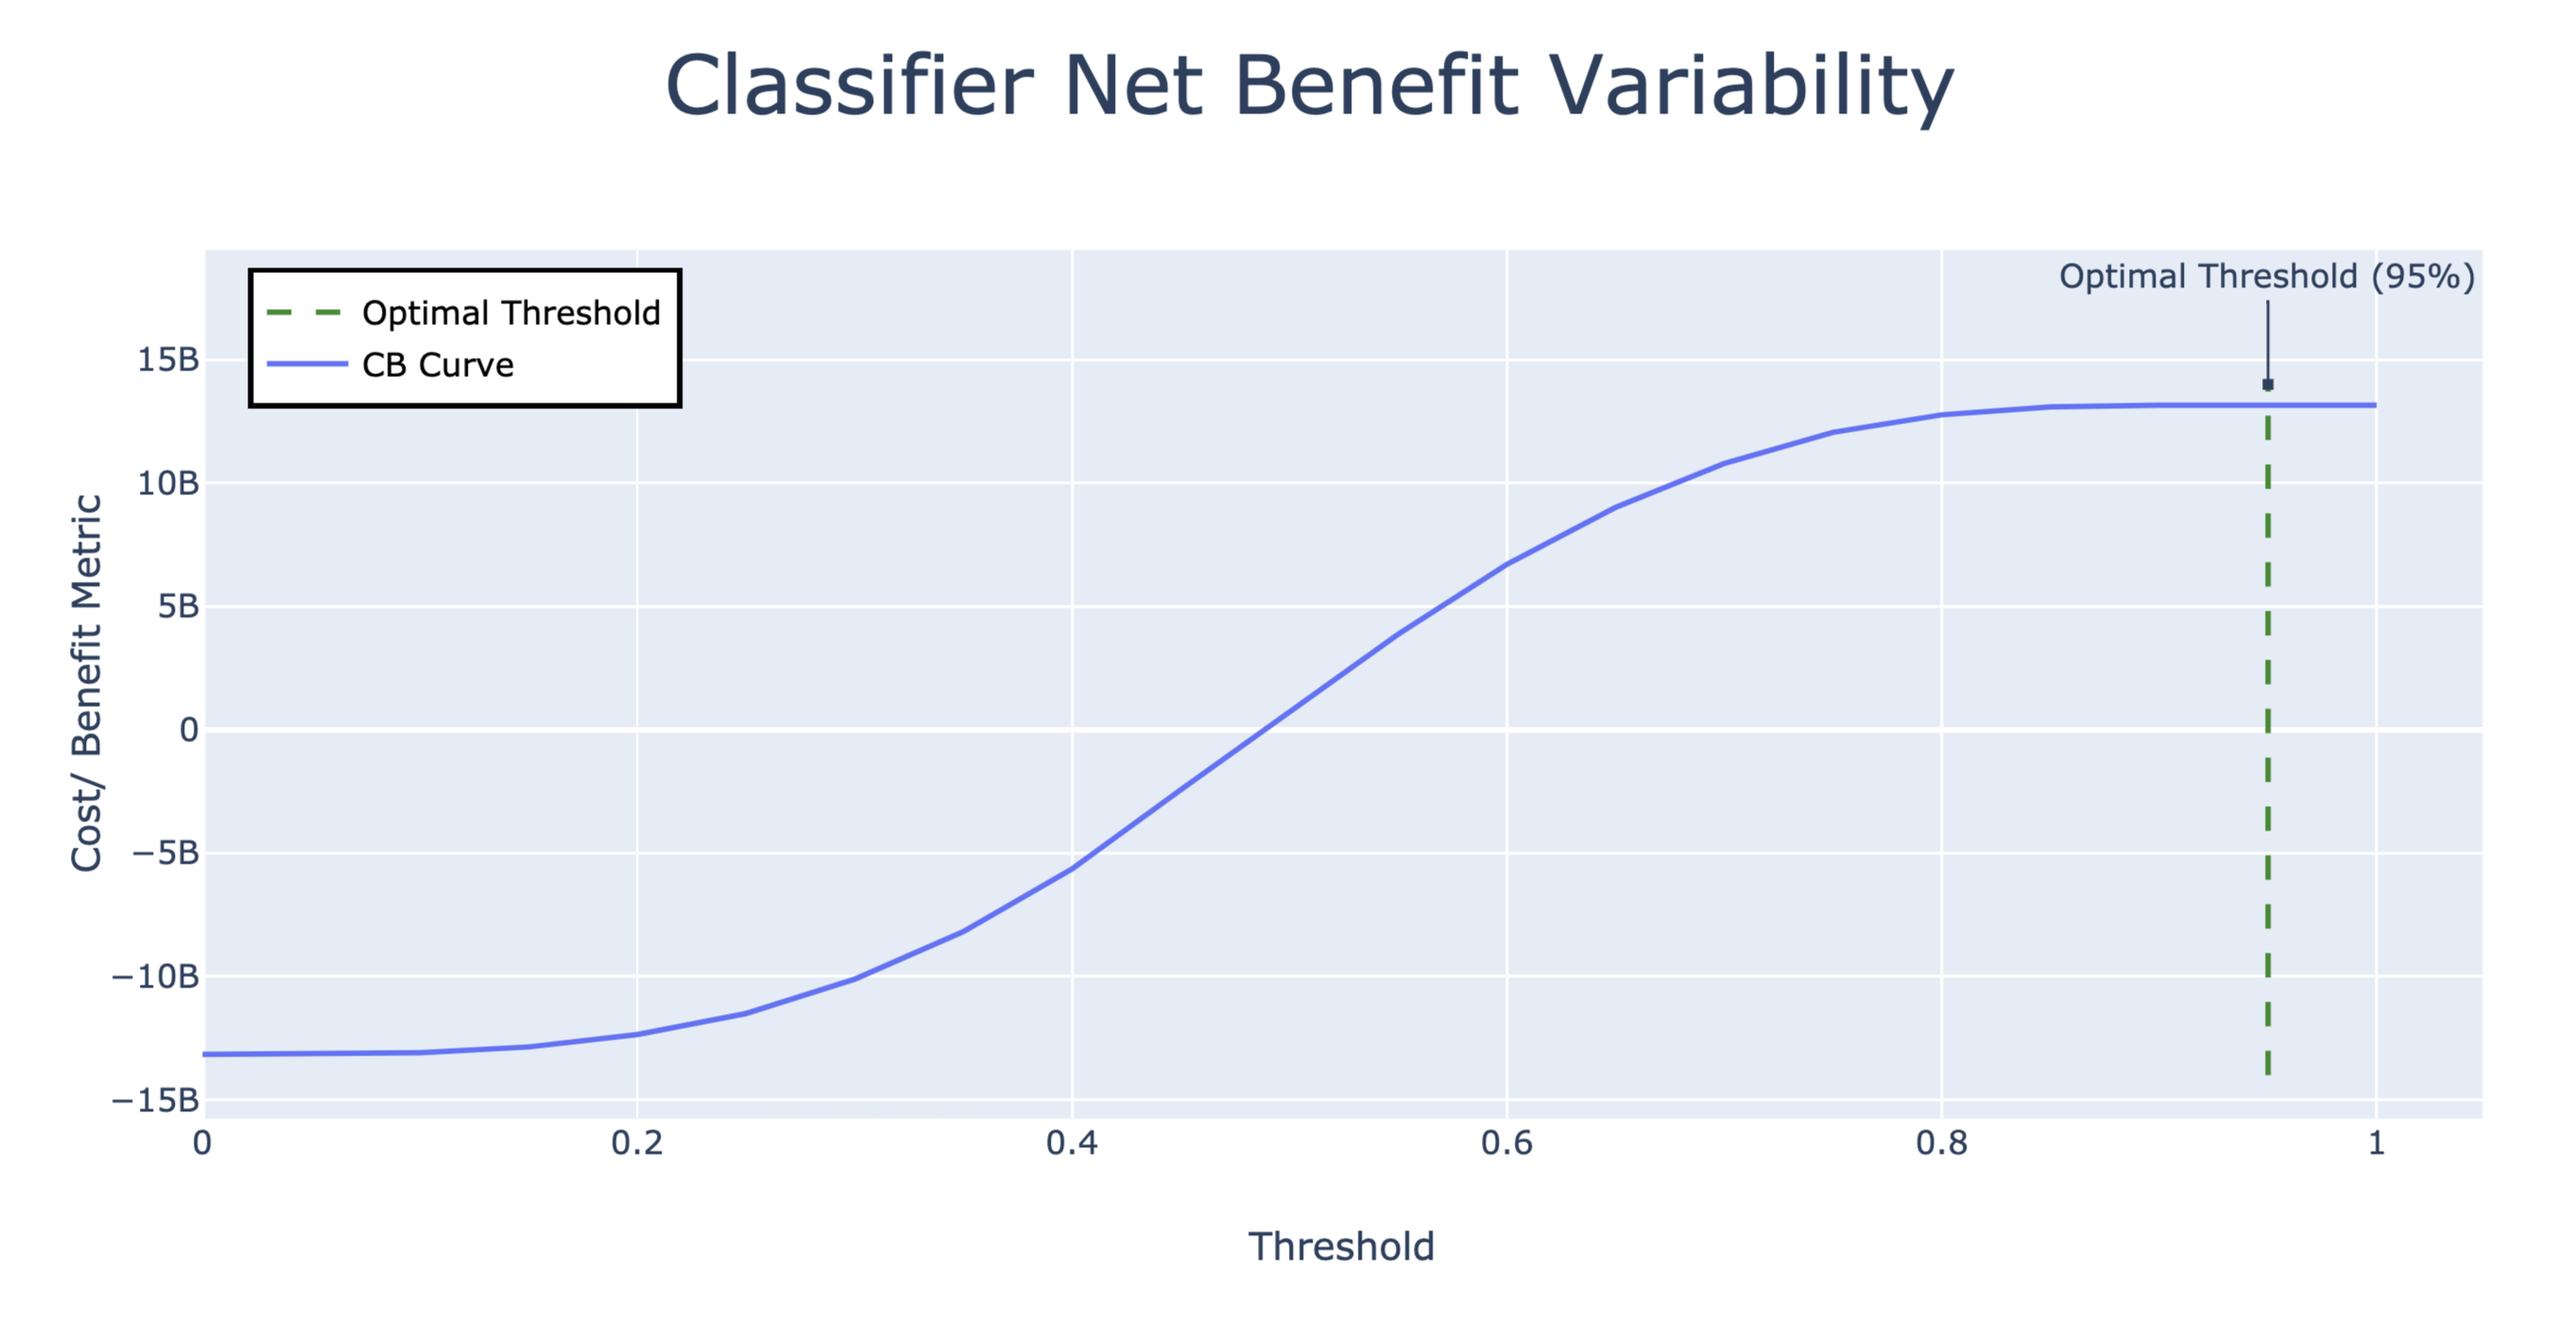 Classifier Net Benefit Variability
Optimal Threshold
CB Curve
Optimal Threshold (95%)
Cost/ Benefit Metric
15B
10B
5B
0
−5B
−10B
−15B
0
0.2
0.4
0.6
0.8
1
Threshold